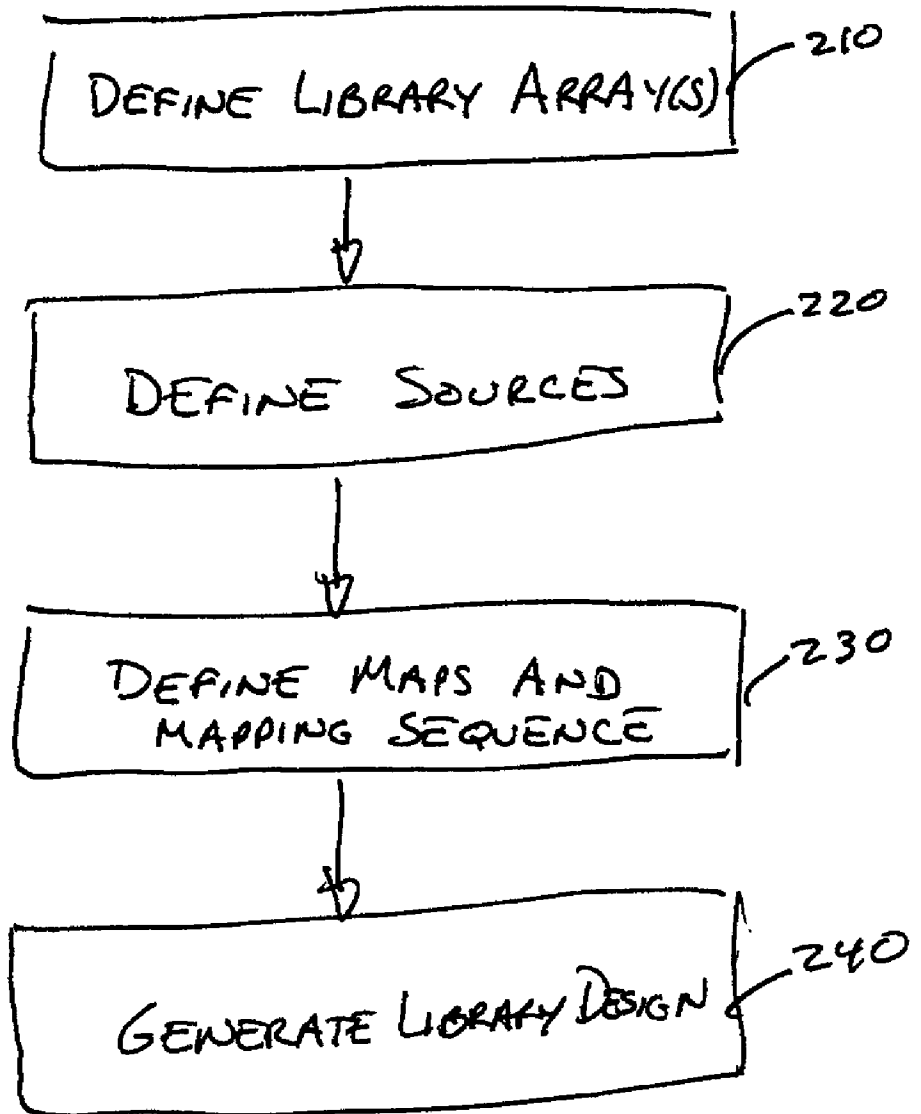 DEFINE LIBRARY ARRAY(S)
210
DEFINE SOURCES
220
DEFINE MAPS AND
MAPPING SEQUENCE
230
GENERATE LIBRARY DESIGN
240